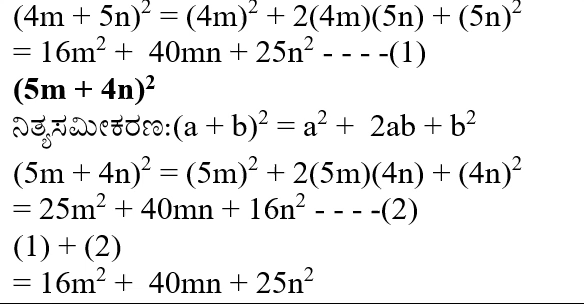 (4m + 5n)² = (4m)² + 2(4m)(5n) + (5n)²
= 16m² + 40mn + 25n² - - - -(1)
(5m + 4n)²
ನಿತ್ಯಸಮೀಕರಣ:(a + b)² = a² + 2ab + b²
(5m + 4n)² = (5m)² + 2(5m)(4n) + (4n)²
= 25m² + 40mn + 16n² - - - -(2)
(1) + (2)
= 16m² + 40mn + 25n²